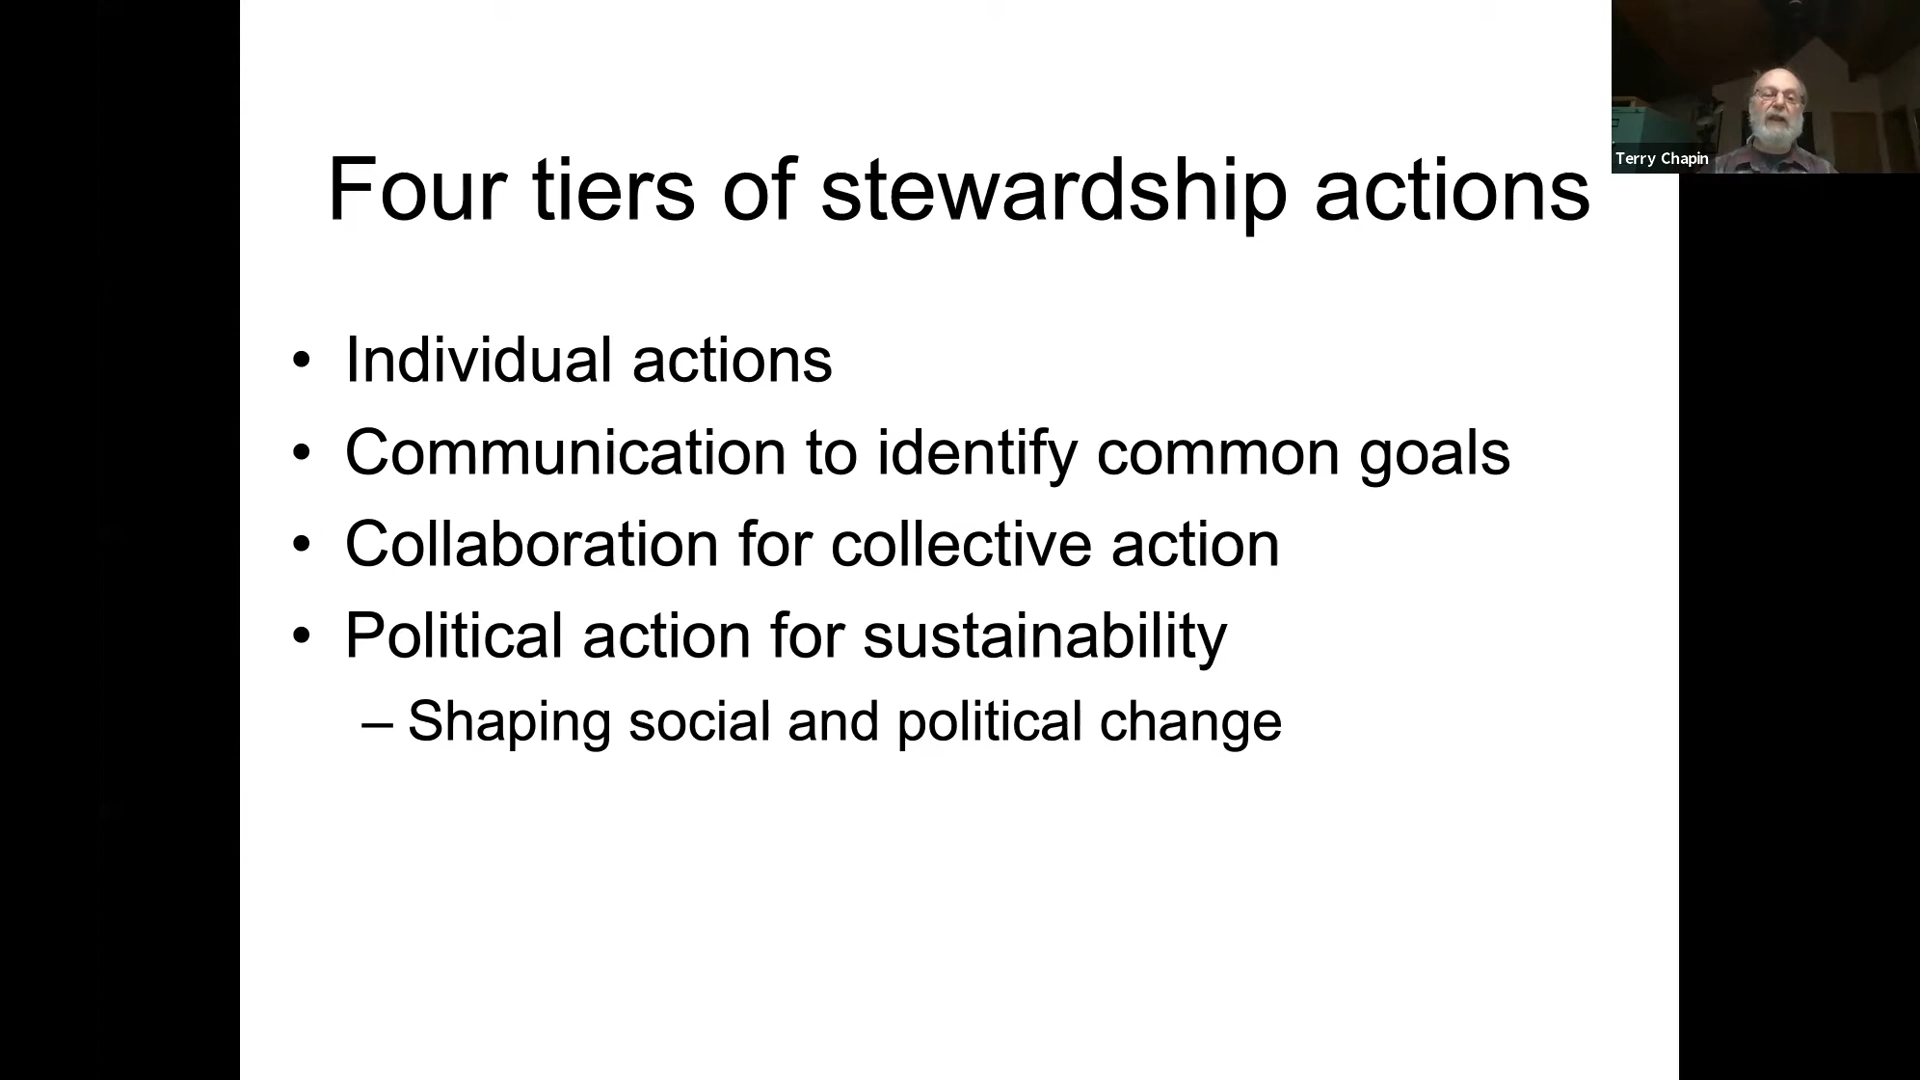 Four tiers of stewardship actions
Terry Chapin
• Individual actions
• Communication to identify common goals
• Collaboration for collective action
• Political action for sustainability
– Shaping social and political change